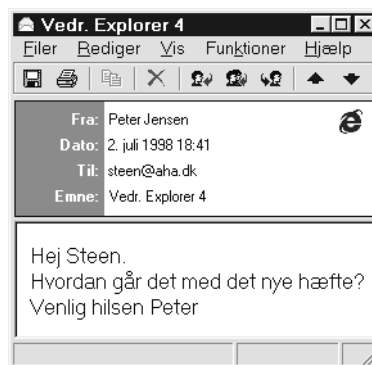 Vedr. Explorer 4
Filer Rediger Vis Funktioner Hjælp
Fra: Peter Jensen
Dato: 2. juli 1998 18:41
Til: steen@aha.dk
Emne: Vedr. Explorer 4
Hej Steen.
Hvordan går det med det nye hæfte?
Venlig hilsen Peter